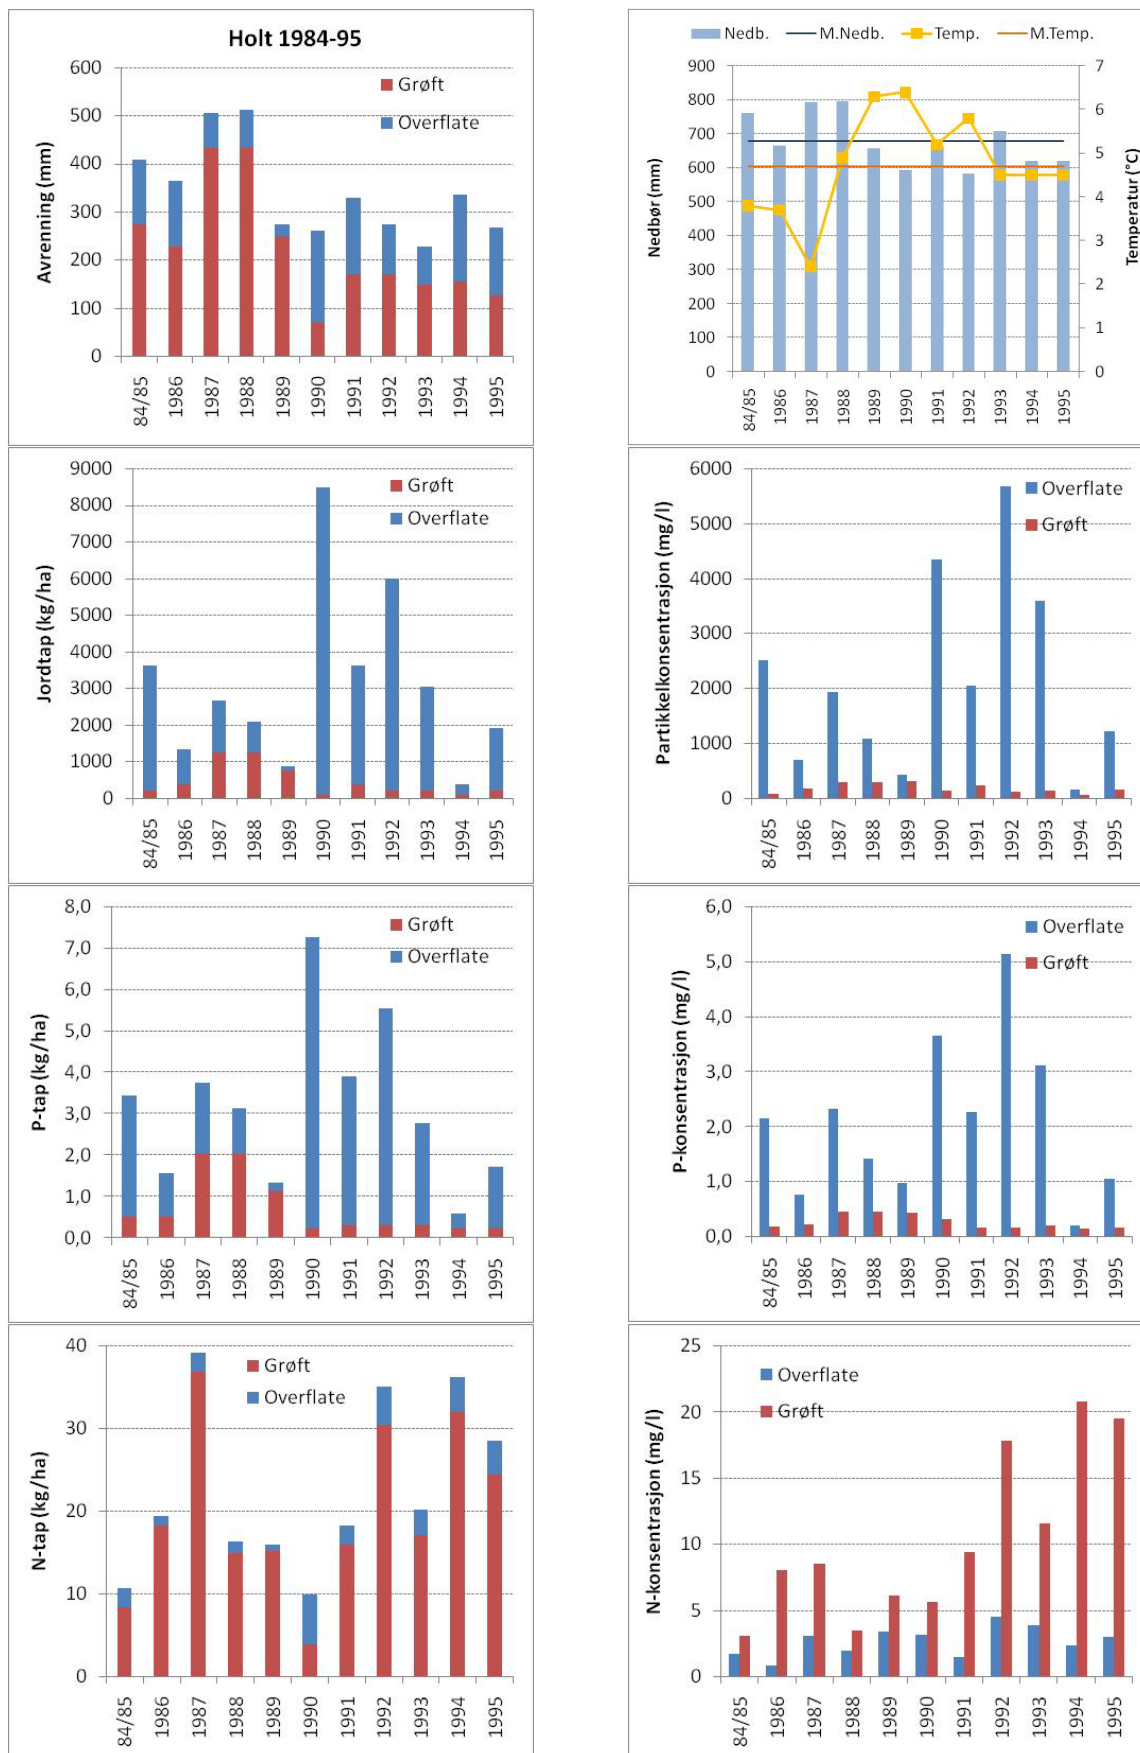 Holt 1984-95
Grøft
Overflate
Avrenning (mm)
600
500
400
300
200
100
0
84/85 1986 1987 1988 1989 1990 1991 1992 1993 1994 1995
Nedb. M.Nedb. Temp. M.Temp.
Nedbør (mm)
900
800
700
600
500
400
300
200
100
0
Temperatur (°C)
7
6
5
4
3
2
1
0
84/85 1986 1987 1988 1989 1990 1991 1992 1993 1994 1995
Grøft
Overflate
Jordtap (kg/ha)
9000
8000
7000
6000
5000
4000
3000
2000
1000
0
84/85 1986 1987 1988 1989 1990 1991 1992 1993 1994 1995
Overflate
Grøft
Partikkelkonsentrasjon (mg/l)
6000
5000
4000
3000
2000
1000
0
84/85 1986 1987 1988 1989 1990 1991 1992 1993 1994 1995
Grøft
Overflate
P-tap (kg/ha)
8,0
7,0
6,0
5,0
4,0
3,0
2,0
1,0
0,0
84/85 1986 1987 1988 1989 1990 1991 1992 1993 1994 1995
Overflate
Grøft
P-konsentrasjon (mg/l)
6,0
5,0
4,0
3,0
2,0
1,0
0,0
84/85 1986 1987 1988 1989 1990 1991 1992 1993 1994 1995
Grøft
Overflate
N-tap (kg/ha)
40
30
20
10
0
84/85 1986 1987 1988 1989 1990 1991 1992 1993 1994 1995
Overflate
Grøft
N-konsentrasjon (mg/l)
25
20
15
10
5
0
84/85 1986 1987 1988 1989 1990 1991 1992 1993 1994 1995